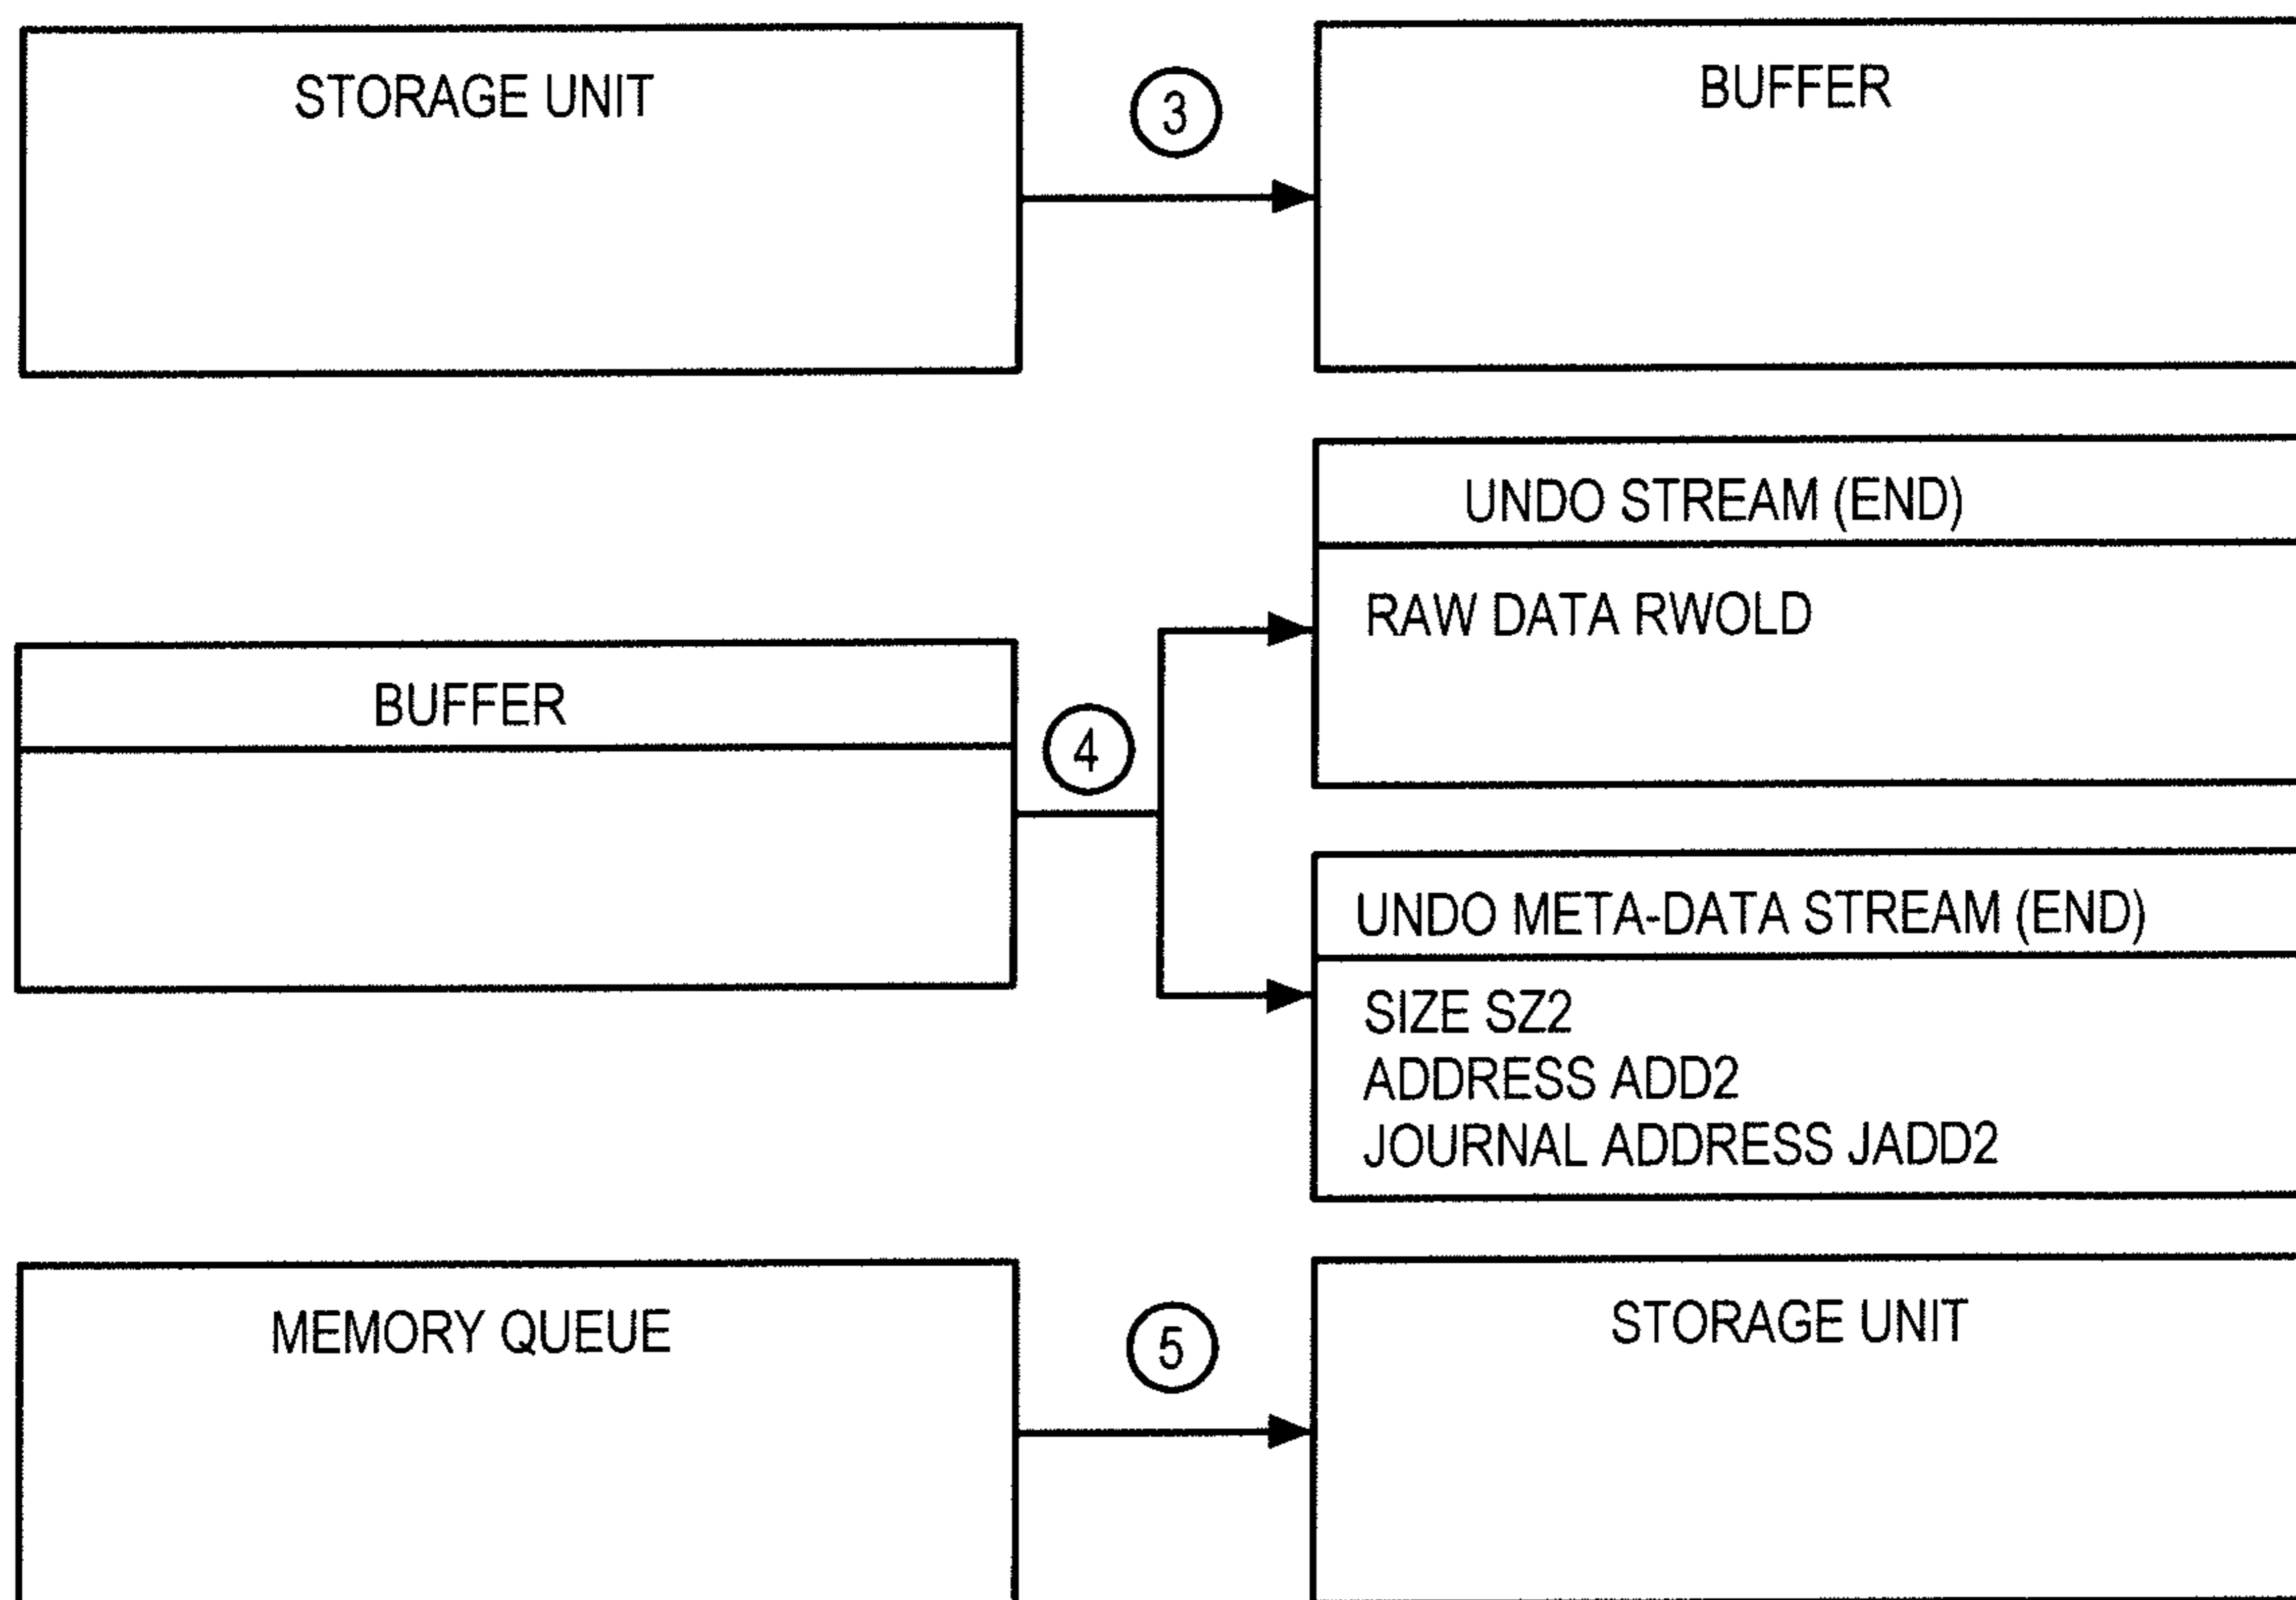 STORAGE UNIT
3
BUFFER
UNDO STREAM (END)
RAW DATA RWOLD
BUFFER
4
UNDO META-DATA STREAM (END)
SIZE SZ2
ADDRESS ADD2
JOURNAL ADDRESS JADD2
MEMORY QUEUE
5
STORAGE UNIT